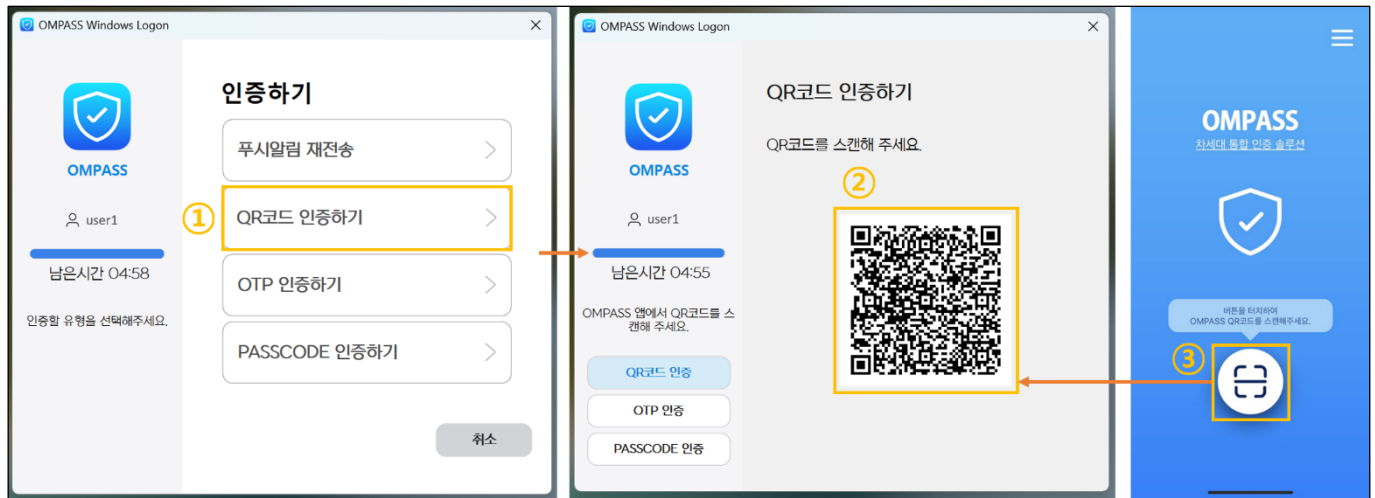 OMPASS Windows Logon
OMPASS
user1
남은시간 04:58
인증할 유형을 선택해주세요.
인증하기
푸시알림 재전송
①
QR코드 인증하기
OTP 인증하기
PASSCODE 인증하기
취소
OMPASS Windows Logon
OMPASS
user1
남은시간 04:55
OMPASS 앱에서 QR코드를 스
캔해 주세요.
QR코드 인증
OTP 인증
PASSCODE 인증
QR코드 인증하기
QR코드를 스캔해 주세요.
②
OMPASS
차세대 통합 인증 솔루션
버튼을 터치하여
OMPASS QR코드를 스캔해주세요.
③